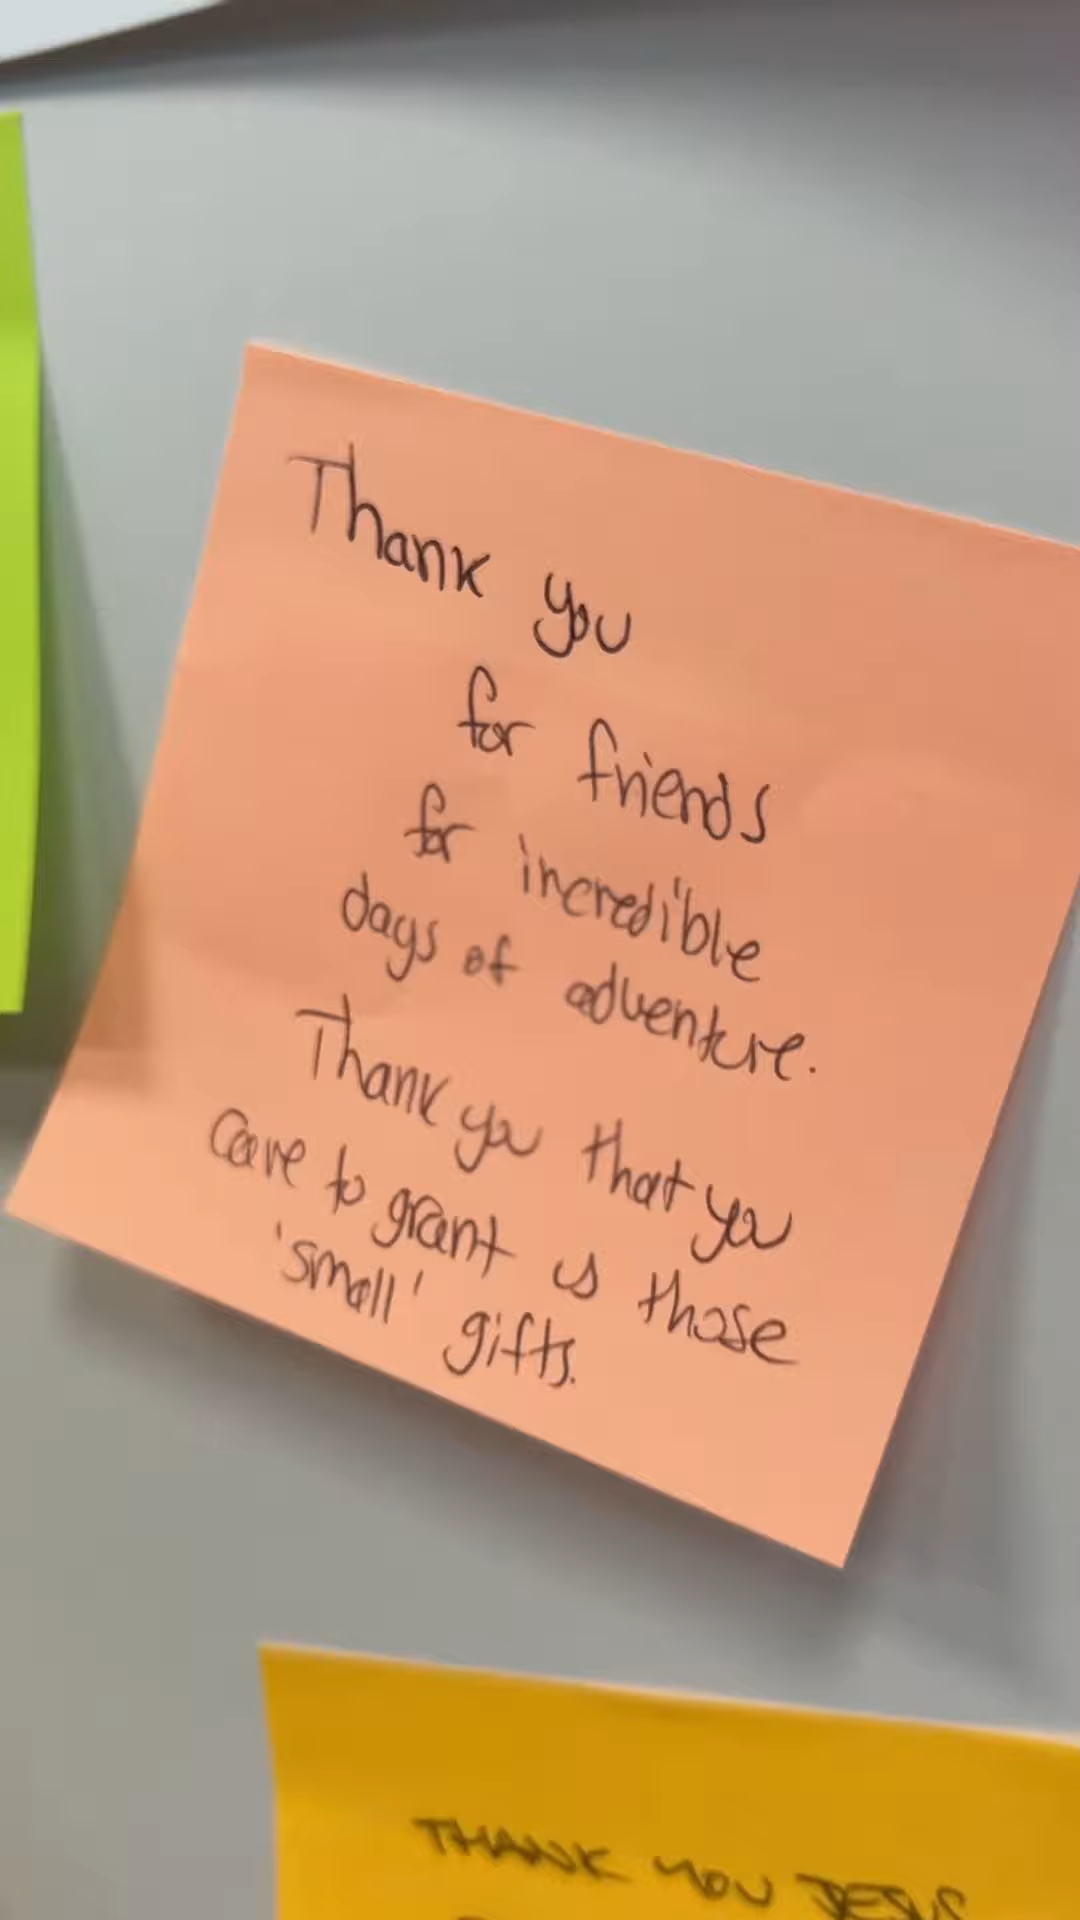 Thank you
for friends
for incredible
days of adventure.
Thank you that you
care to grant us those
'small' gifts.
THANK YOU JESUS